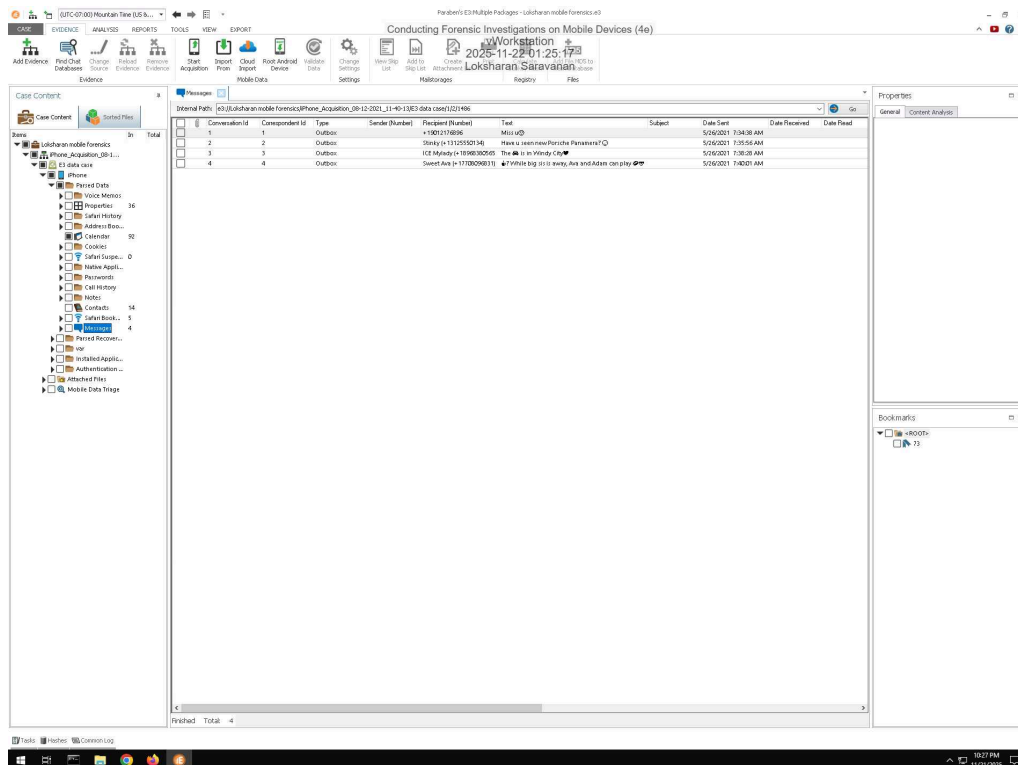 (UTC-07:00) Mountain Time (US &...
Paraben's E3:Multiple Packages - Loksharan mobile forensics.e3
CASE EVIDENCE ANALYSIS REPORTS TOOLS VIEW EXPORT
Conducting Forensic Investigations on Mobile Devices (4e)
vWorkstation
2025-11-22 01:25:17
Loksharan Saravanan
Add Evidence
Find Chat Databases
Change Source
Reload Evidence
Remove Evidence
Start Acquisition
Import From
Cloud Import
Root Android Device
Validate Data
Change Settings
View Skip List
Add to Skip List
Create Attachment
Add File MD5 to Database
Evidence Mobile Data Settings Mailstorages Registry Files
Case Content
Case Content Sorted Files
Items In Total
Loksharan mobile forensics
iPhone_Acquisition_08-1...
E3 data case
iPhone
Parsed Data
Voice Memos
Properties 36
Safari History
Address Boo...
Calendar 92
Cookies
Safari Suspe... 0
Native Appli...
Passwords
Call History
Notes
Contacts 14
Safari Book... 5
Messages 4
Parsed Recover...
var
Installed Applic...
Authentication ...
Attached Files
Mobile Data Triage
Messages
Internal Path: e3://Loksharan mobile forensics/iPhone_Acquisition_08-12-2021_11-40-13/E3 data case/1/2/1486 Go
Conversation Id Correspondent Id Type Sender (Number) Recipient (Number) Text Subject Date Sent Date Received Date Read
1 1 Outbox +19012176896 Miss u😍 5/26/2021 7:34:38 AM
2 2 Outbox Stinky (+13125550134) Have u seen new Porsche Panamera? 😊 5/26/2021 7:35:56 AM
3 3 Outbox ICE Mylady (+18968380565 The 🚘 is in Windy City♥ 5/26/2021 7:38:28 AM
4 4 Outbox Sweet Ava (+17708096831) While big sis is away, Ava and Adam can play 5/26/2021 7:40:01 AM
Finished Total: 4
Properties
General Content Analysis
Bookmarks
<ROOT>
73
Tasks Hashes Common Log
10:27 PM
11/21/2025